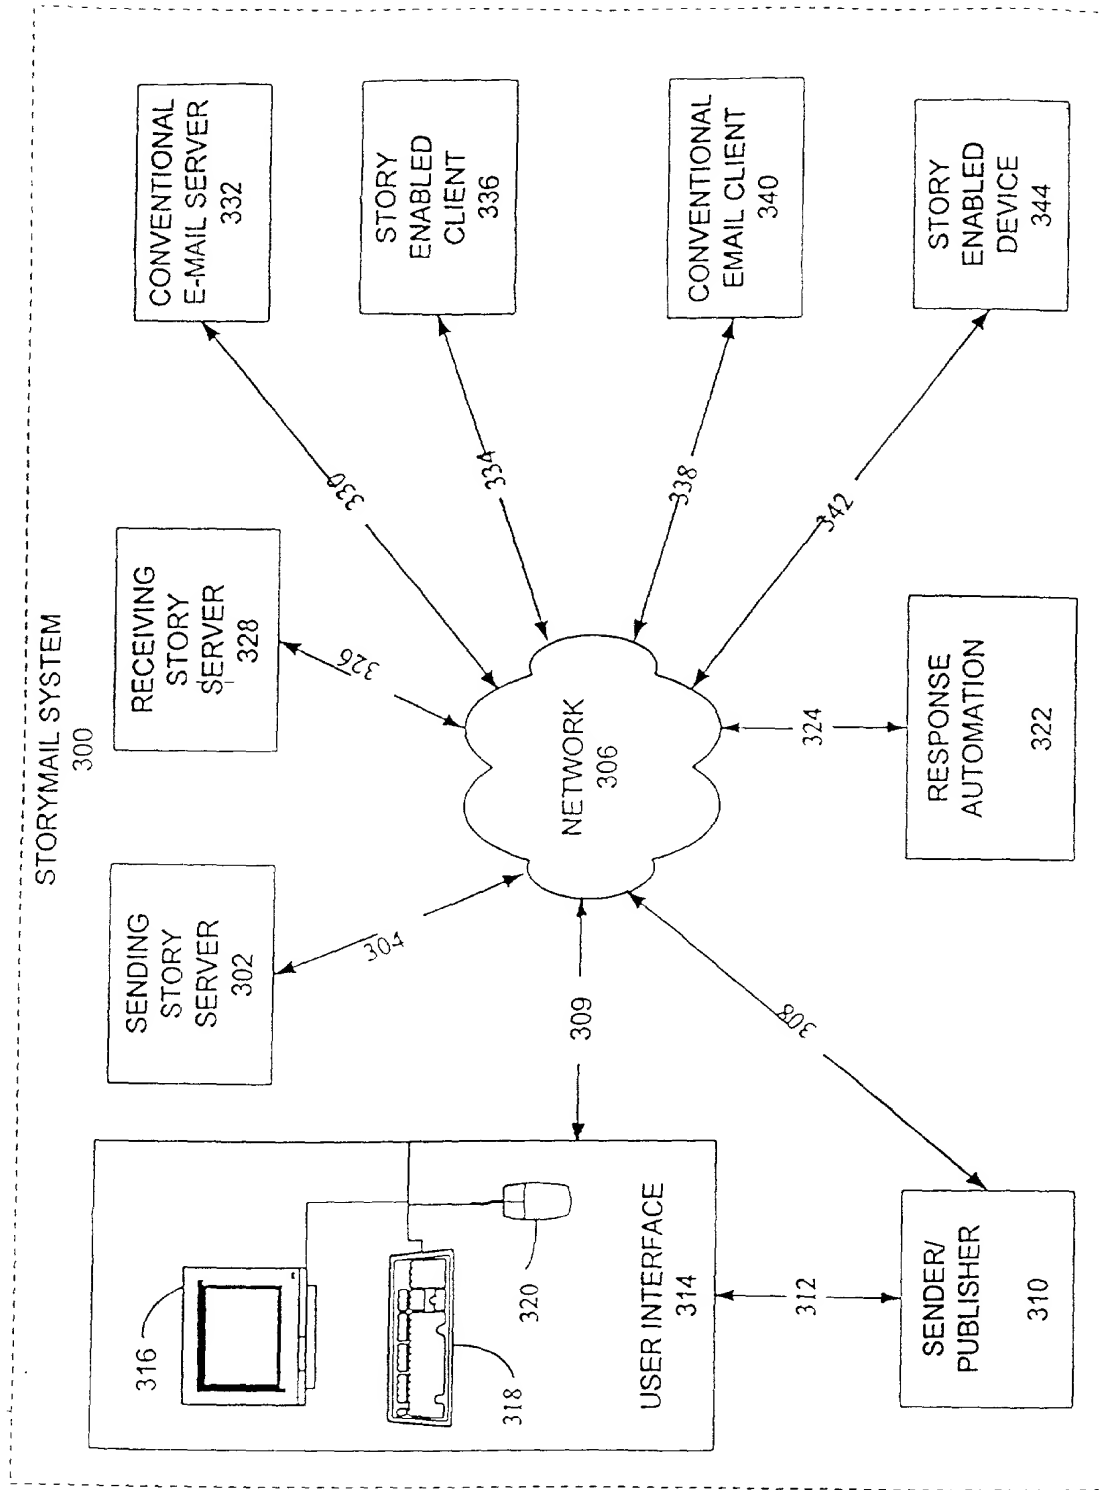 STORYMAIL SYSTEM
300
SENDING
STORY
SERVER
302
RECEIVING
STORY
SERVER
328
CONVENTIONAL
E-MAIL SERVER
332
STORY
ENABLED
CLIENT
336
CONVENTIONAL
EMAIL CLIENT
340
STORY
ENABLED
DEVICE
344
304
326
330
334
338
342
NETWORK
306
309
308
324
316
318
320
USER INTERFACE
314
312
SENDER/
PUBLISHER
310
RESPONSE
AUTOMATION
322